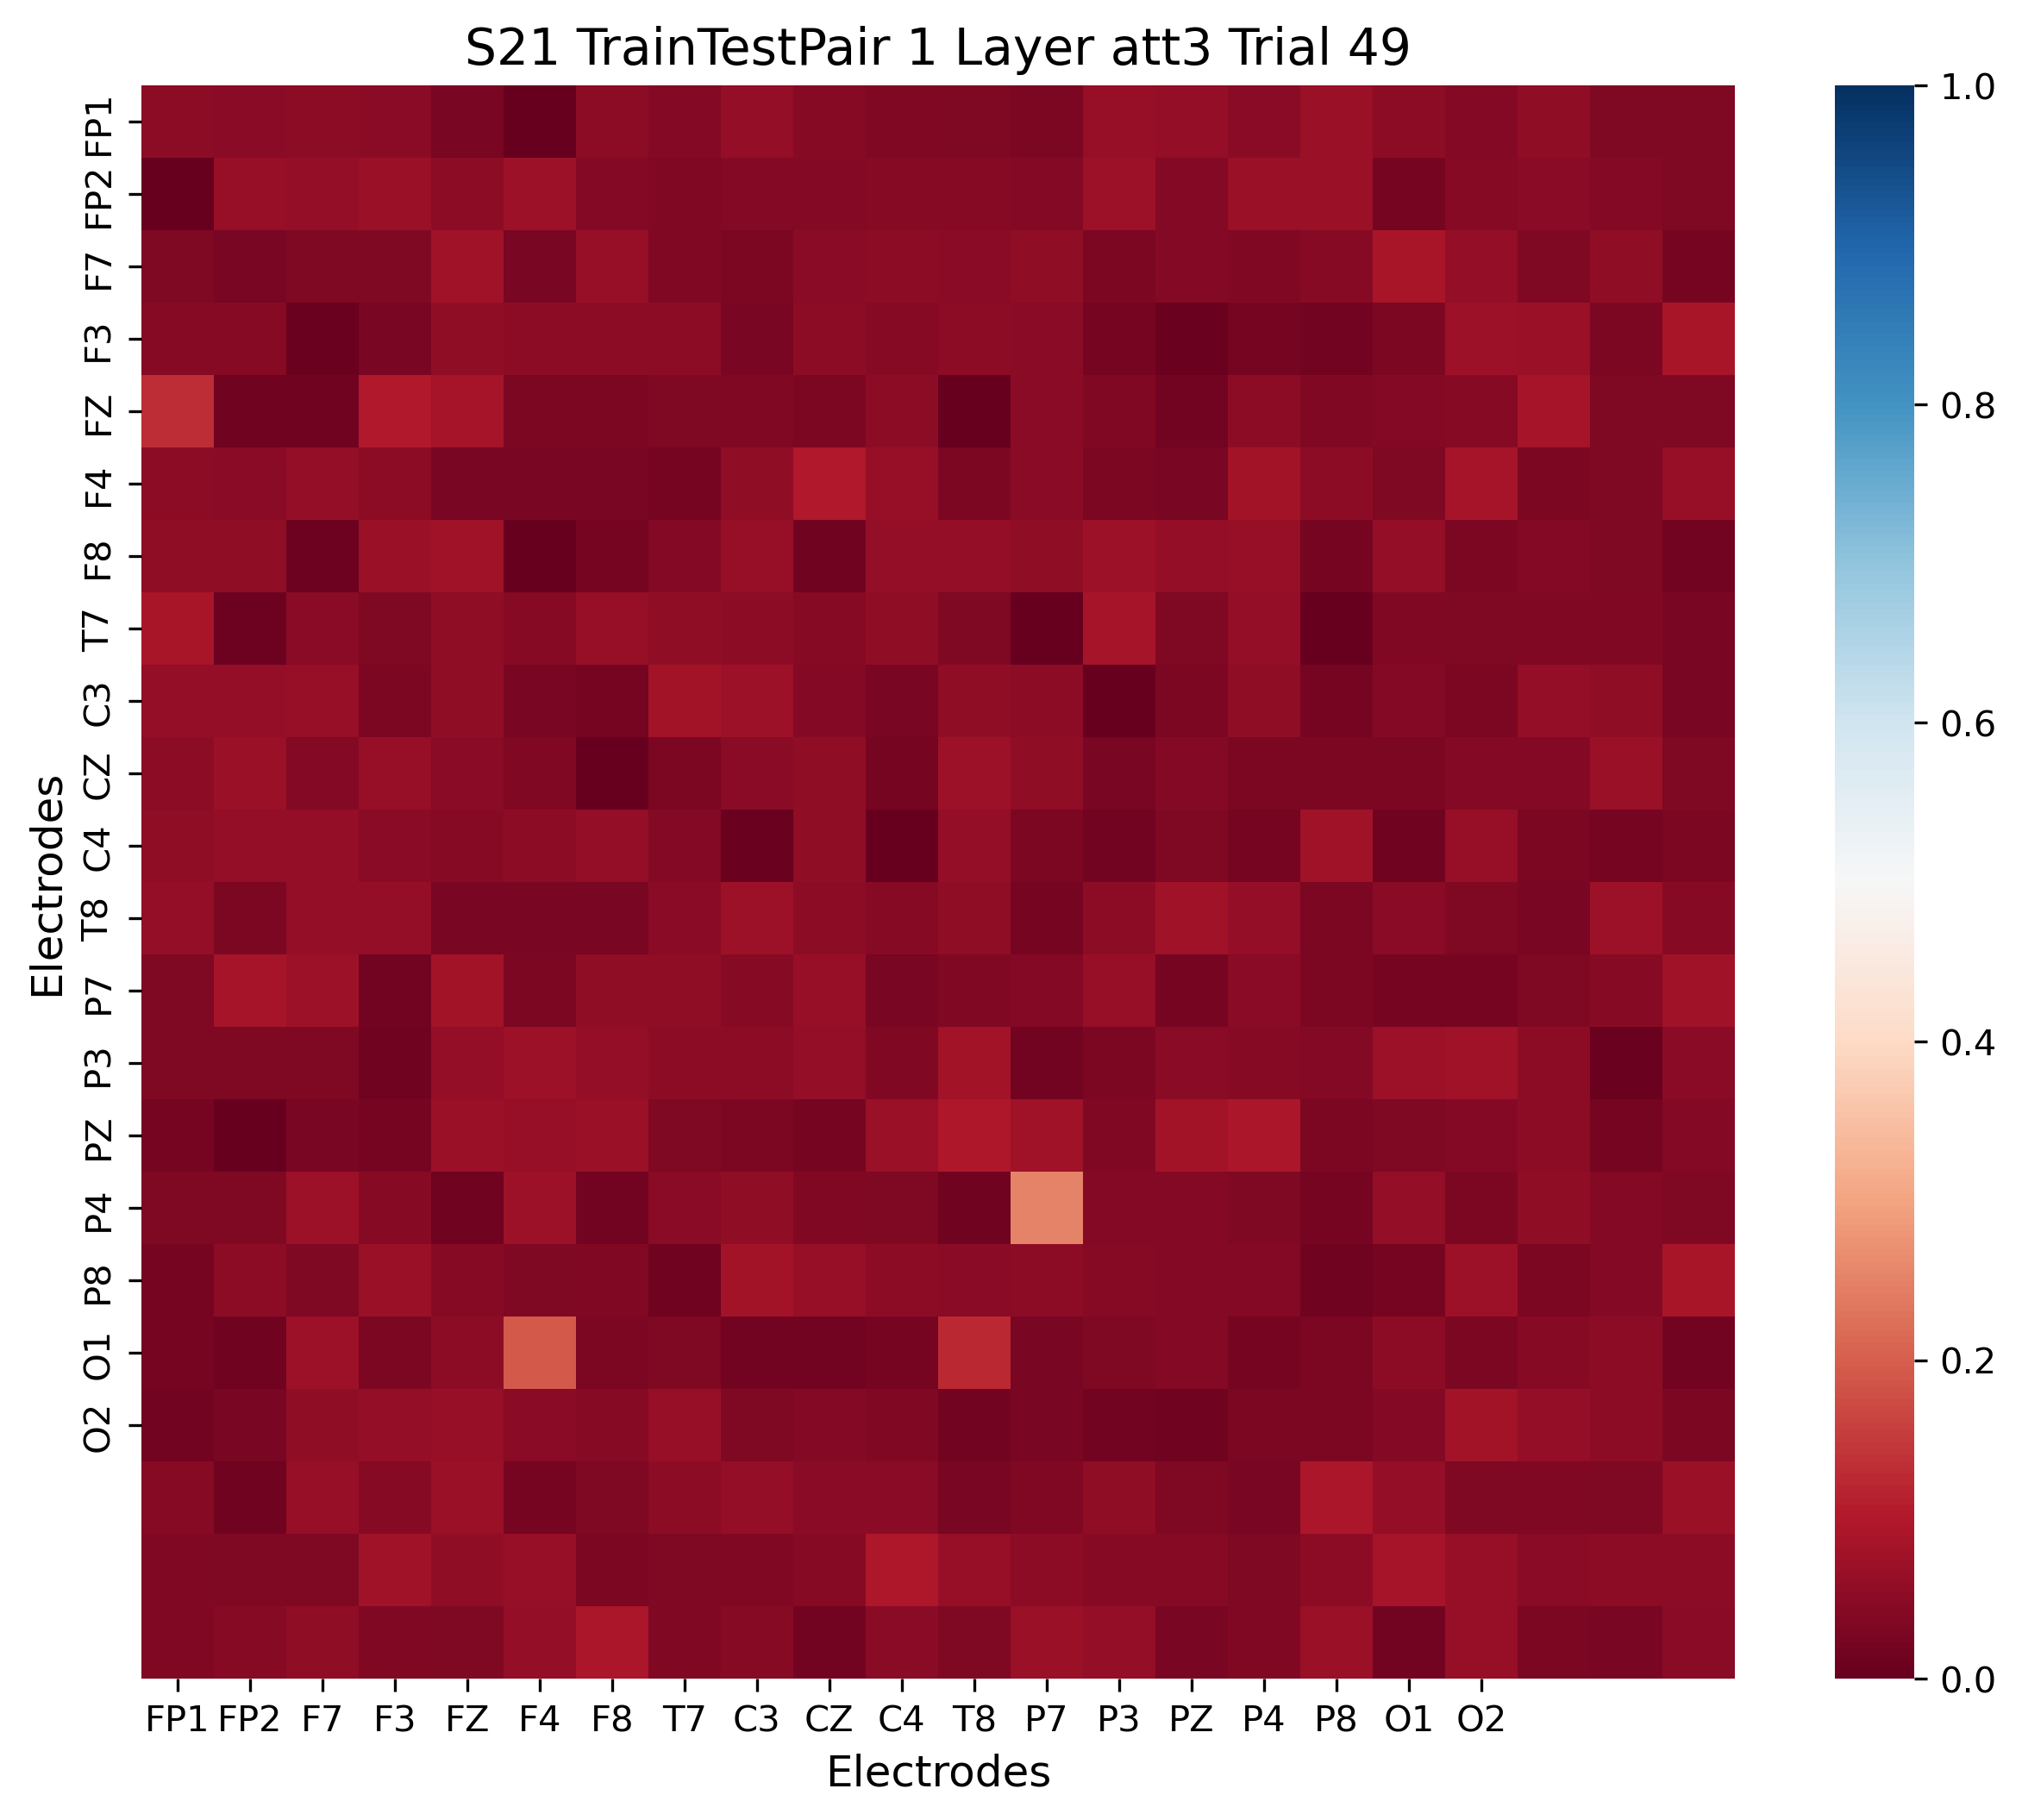 S21 TrainTestPair 1 Layer att3 Trial 49
Electrodes
FP1
FP2
F7
F3
FZ
F4
F8
T7
C3
CZ
C4
T8
P7
P3
PZ
P4
P8
O1
O2
FP1 FP2 F7 F3 FZ F4 F8 T7 C3 CZ C4 T8 P7 P3 PZ P4 P8 O1 O2
Electrodes
1.0
0.8
0.6
0.4
0.2
0.0